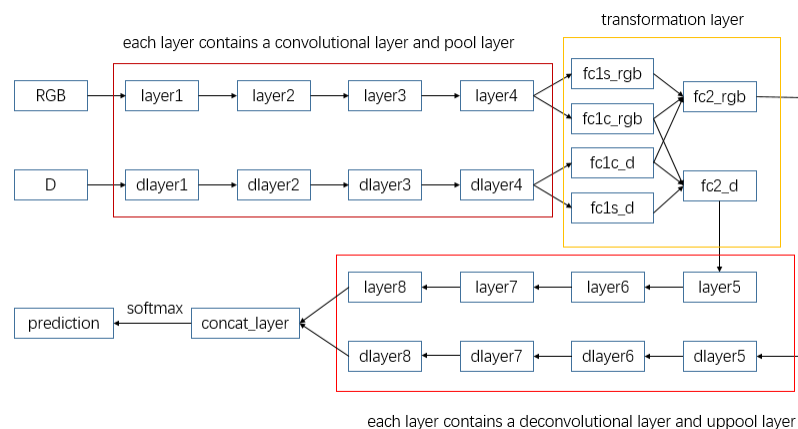 transformation layer
each layer contains a convolutional layer and pool layer
fc1s_rgb
RGB
layer1
layer2
layer3
layer4
fc2_rgb
fc1c_rgb
fc1c_d
D
dlayer1
dlayer2
dlayer3
dlayer4
fc2_d
fc1s_d
layer8
layer7
layer6
layer5
softmax
prediction
concat_layer
dlayer8
dlayer7
dlayer6
dlayer5
each layer contains a deconvolutional layer and uppool layer